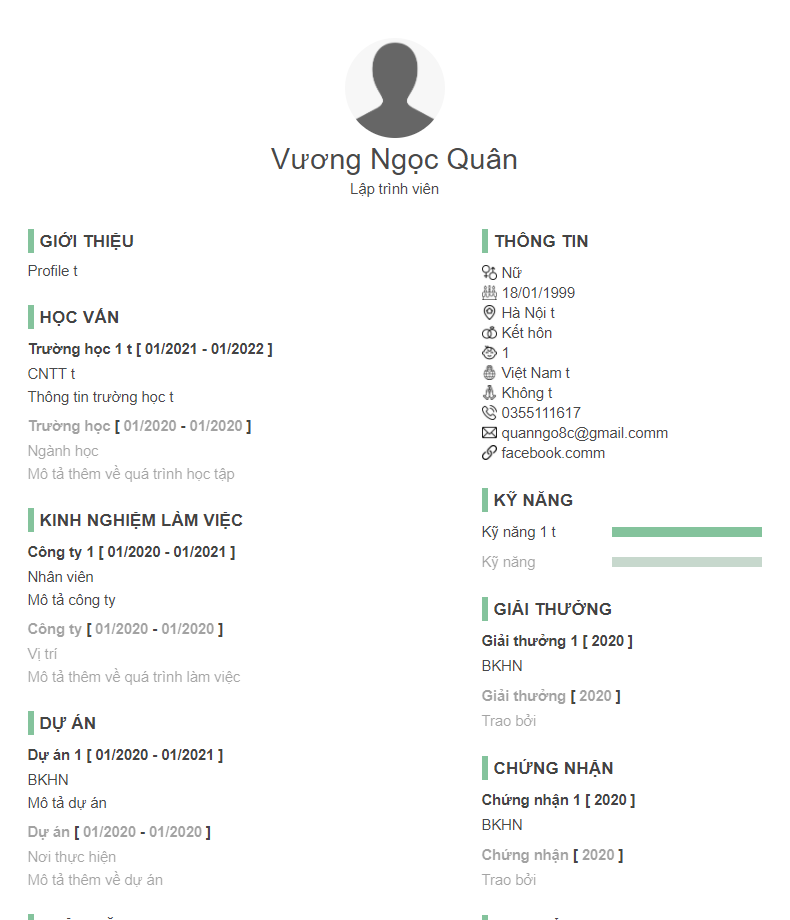 Vương Ngọc Quân
Lập trình viên
GIỚI THIỆU
Profile t
HỌC VẤN
Trường học 1 t [ 01/2021 - 01/2022 ]
CNTT t
Thông tin trường học t
Trường học [ 01/2020 - 01/2020 ]
Ngành học
Mô tả thêm về quá trình học tập
KINH NGHIỆM LÀM VIỆC
Công ty 1 [ 01/2020 - 01/2021 ]
Nhân viên
Mô tả công ty
Công ty [ 01/2020 - 01/2020 ]
Vị trí
Mô tả thêm về quá trình làm việc
DỰ ÁN
Dự án 1 [ 01/2020 - 01/2021 ]
BKHN
Mô tả dự án
Dự án [ 01/2020 - 01/2020 ]
Nơi thực hiện
Mô tả thêm về dự án
THÔNG TIN
Nữ
18/01/1999
Hà Nội t
Kết hôn
1
Việt Nam t
Không t
0355111617
quanngo8c@gmail.comm
facebook.comm
KỸ NĂNG
Kỹ năng 1 t
Kỹ năng
GIẢI THƯỞNG
Giải thưởng 1 [ 2020 ]
BKHN
Giải thưởng [ 2020 ]
Trao bởi
CHỨNG NHẬN
Chứng nhận 1 [ 2020 ]
BKHN
Chứng nhận [ 2020 ]
Trao bởi